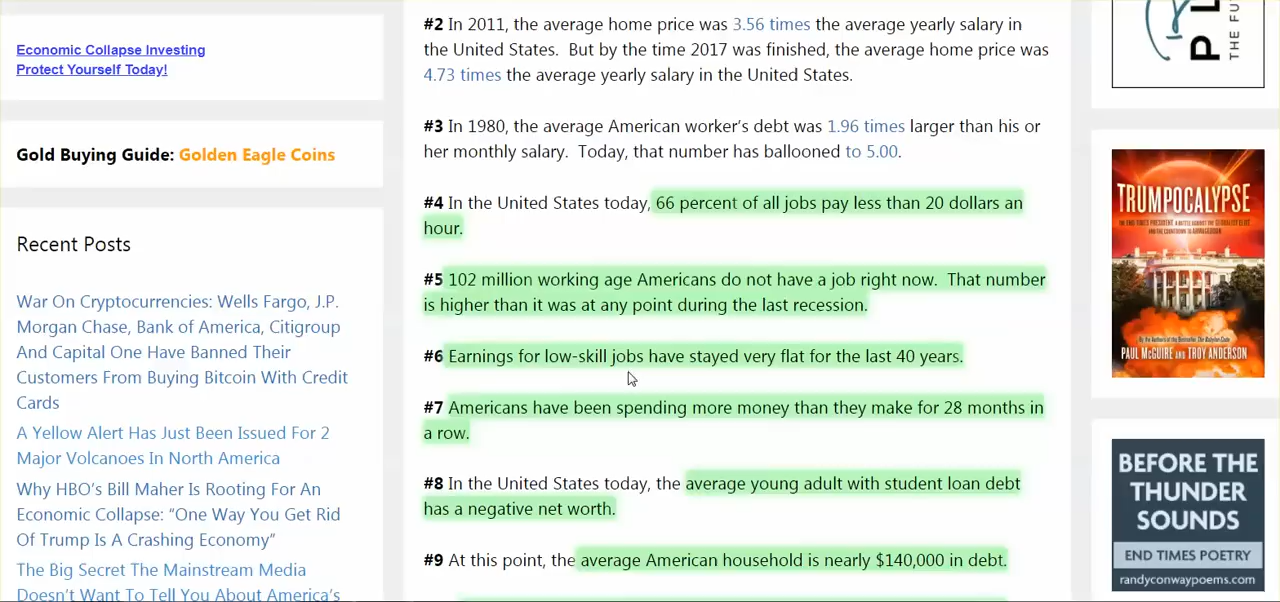 Economic Collapse Investing
Protect Yourself Today!
Gold Buying Guide: Golden Eagle Coins
Recent Posts
War On Cryptocurrencies: Wells Fargo, J.P.
Morgan Chase, Bank of America, Citigroup
And Capital One Have Banned Their
Customers From Buying Bitcoin With Credit
Cards
A Yellow Alert Has Just Been Issued For 2
Major Volcanoes In North America
Why HBO's Bill Maher Is Rooting For An
Economic Collapse: “One Way You Get Rid
Of Trump Is A Crashing Economy”
The Big Secret The Mainstream Media
Doesn't Want To Tell You About America's
#2 In 2011, the average home price was 3.56 times the average yearly salary in
the United States.  But by the time 2017 was finished, the average home price was
4.73 times the average yearly salary in the United States.
#3 In 1980, the average American worker's debt was 1.96 times larger than his or
her monthly salary.  Today, that number has ballooned to 5.00.
#4 In the United States today, 66 percent of all jobs pay less than 20 dollars an
hour.
#5 102 million working age Americans do not have a job right now.  That number
is higher than it was at any point during the last recession.
#6 Earnings for low-skill jobs have stayed very flat for the last 40 years.
#7 Americans have been spending more money than they make for 28 months in
a row.
#8 In the United States today, the average young adult with student loan debt
has a negative net worth.
#9 At this point, the average American household is nearly $140,000 in debt.
THE FU
TRUMPOCALYPSE
PAUL McGUIRE AND TROY ANDERSON
BEFORE THE
THUNDER
SOUNDS
END TIMES POETRY
randyconwaypoems.com